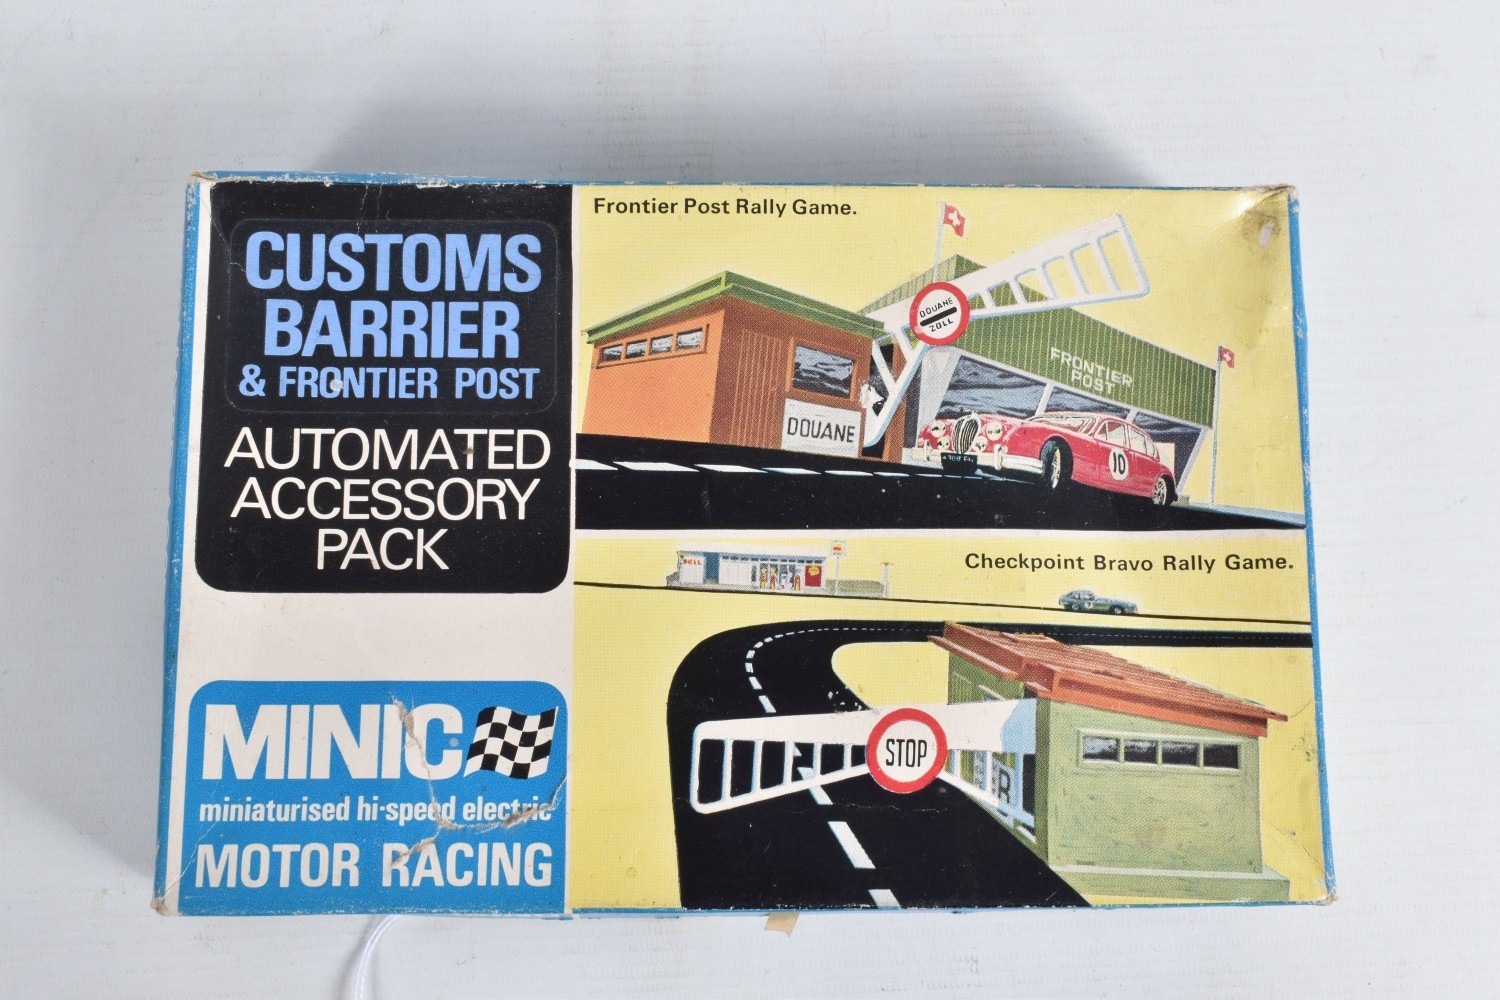 CUSTOMS
BARRIER
& FRONTIER POST
AUTOMATED
ACCESSORY
PACK
MINIC
miniaturised hi-speed electric
MOTOR RACING
Frontier Post Rally Game.
DOUANE
ZOLL
FRONTIER
POST
DOUANE
10
Checkpoint Bravo Rally Game.
SHELL
STOP